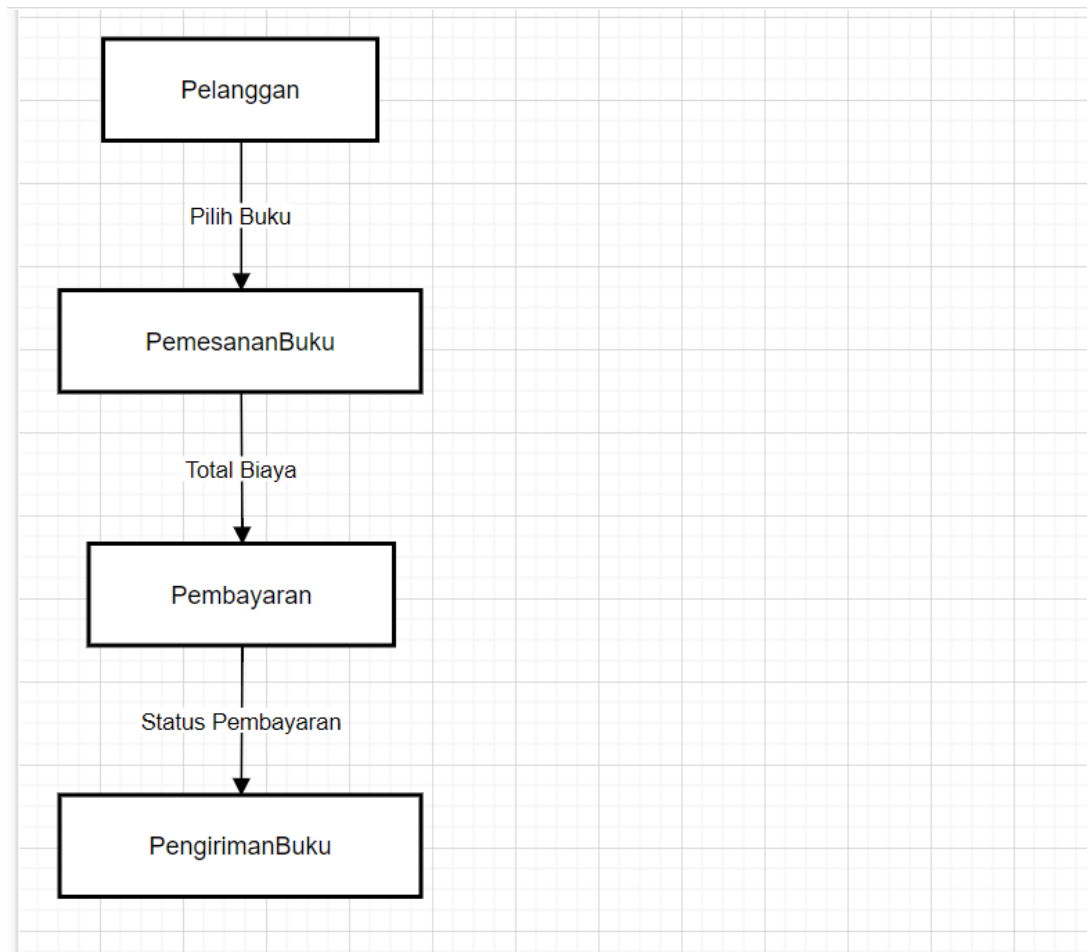 Pelanggan
Pilih Buku
PemesananBuku
Total Biaya
Pembayaran
Status Pembayaran
PengirimanBuku